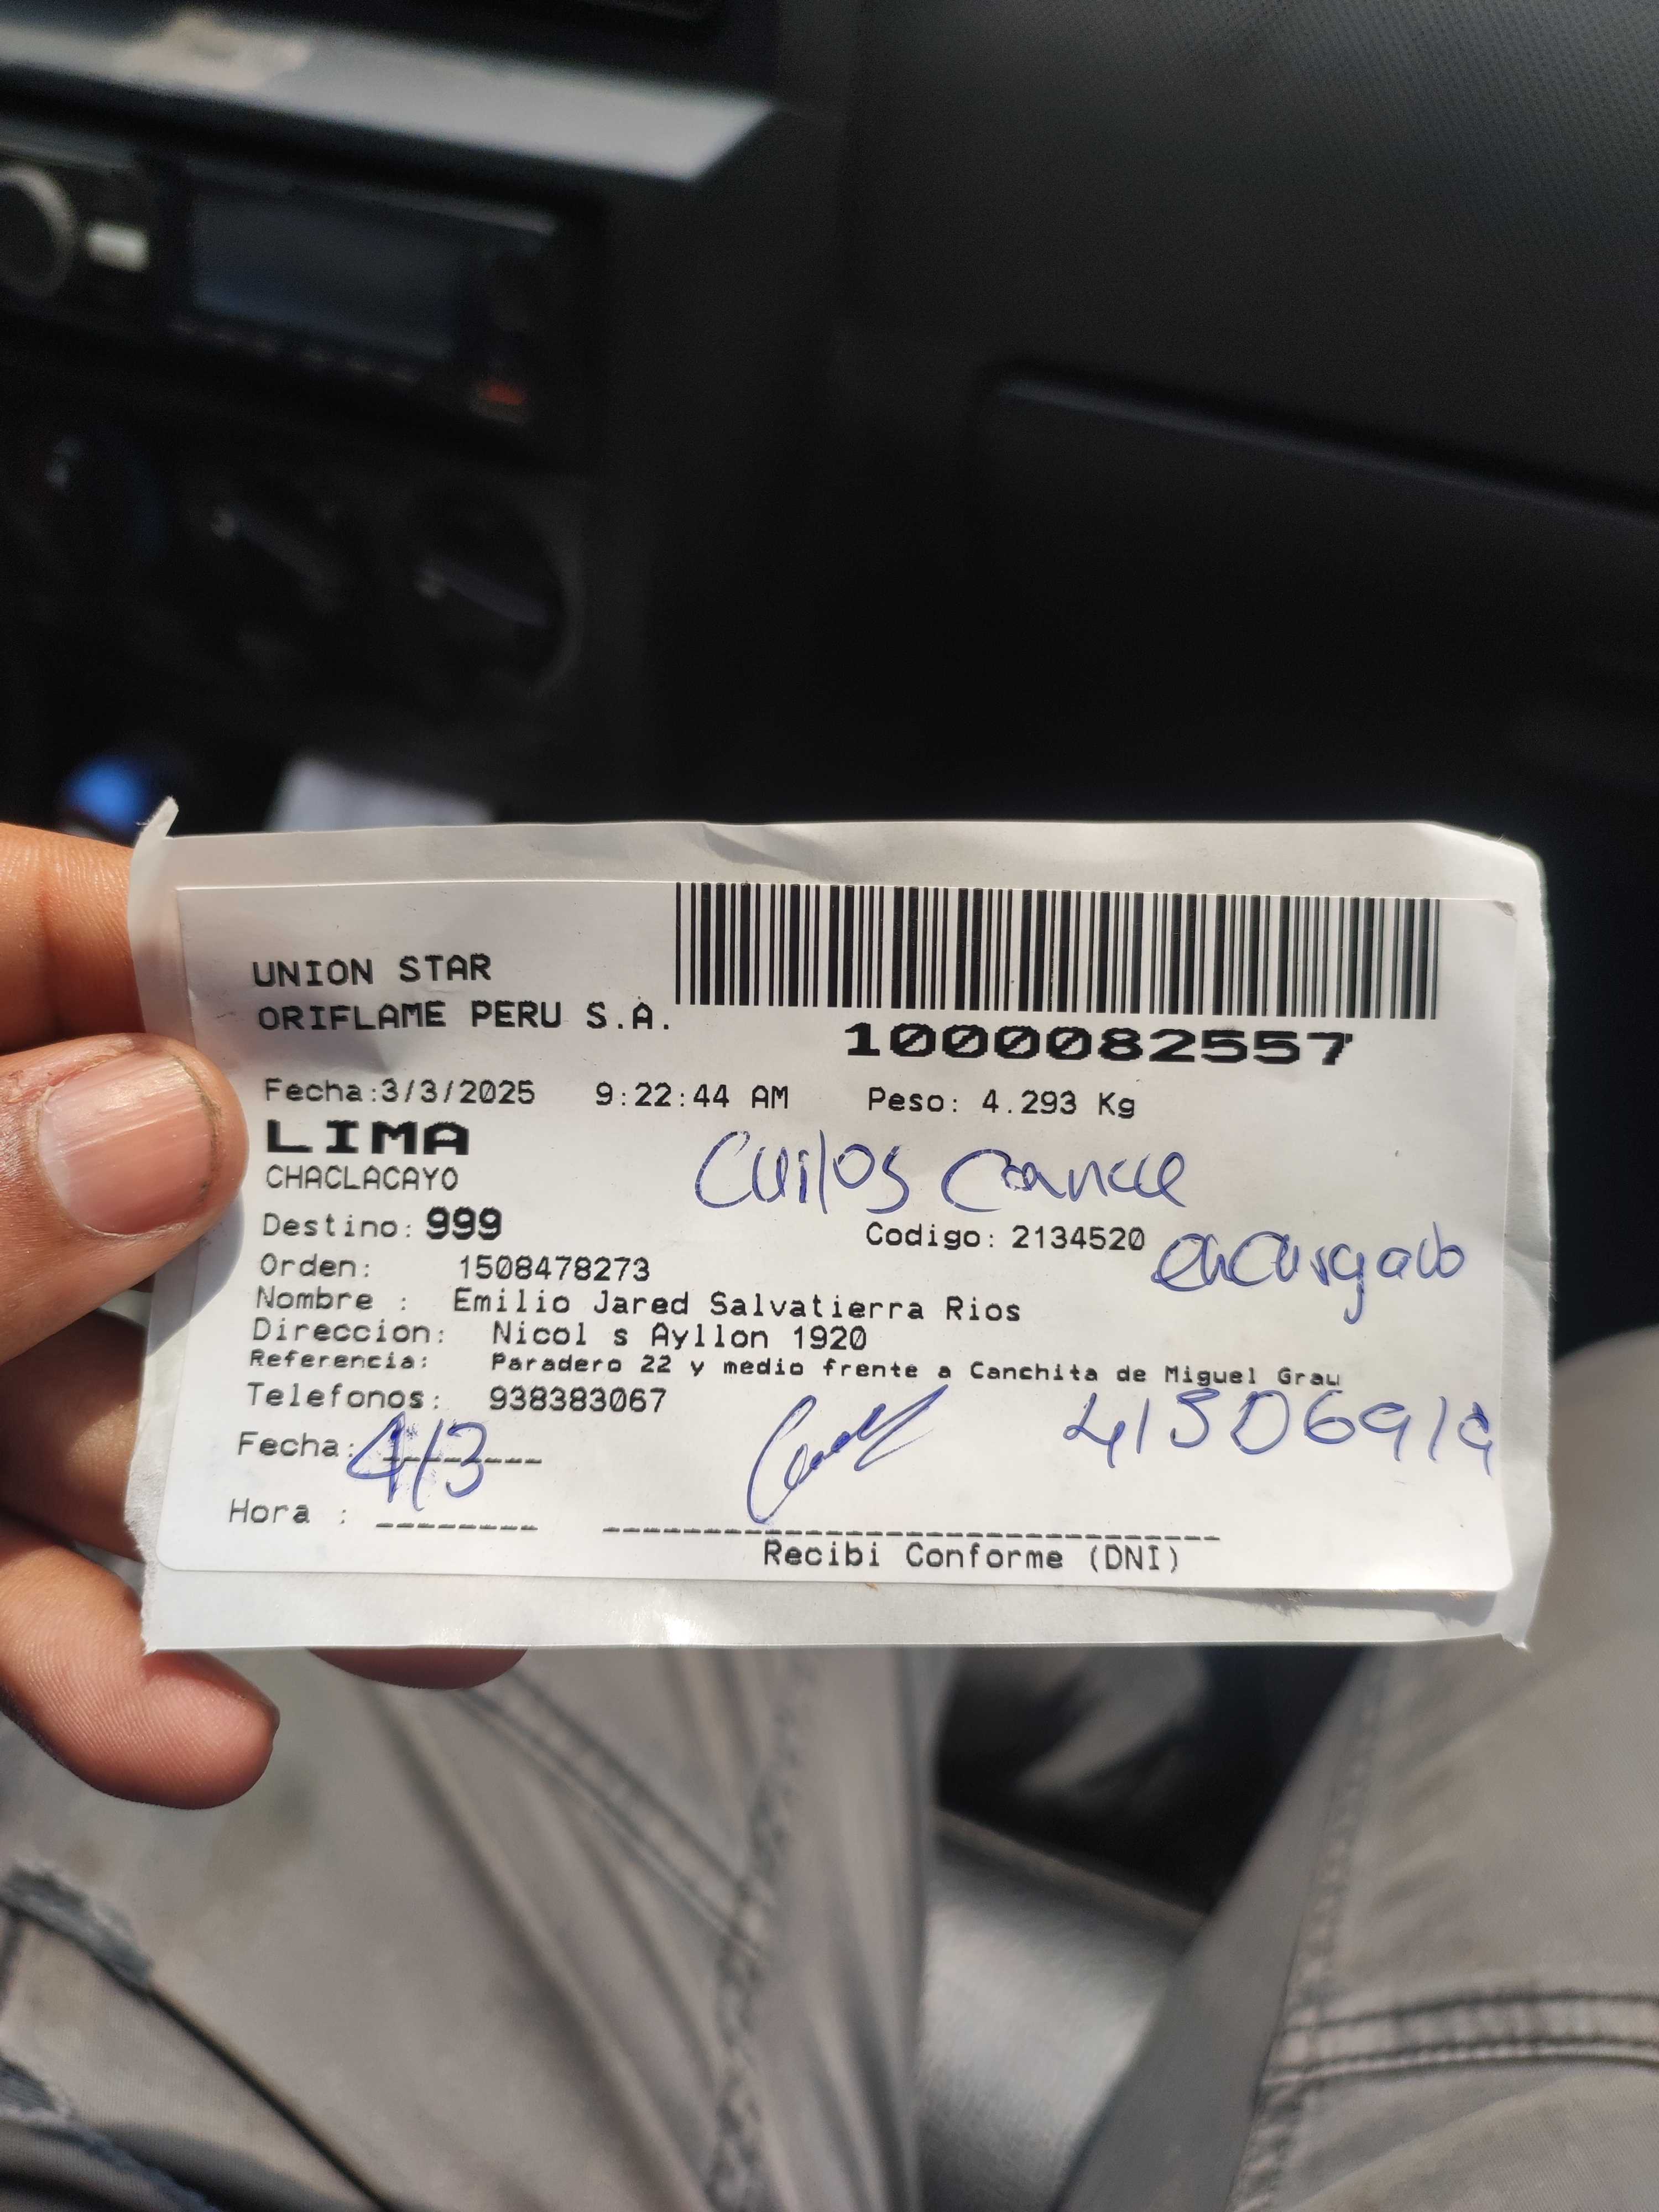 UNION STAR
ORIFLAME PERU S.A.
1000082557
Fecha:3/3/2025 9:22:44 AM Peso: 4.293 Kg
LIMA
CHACLACAYO
Carlos
Destino: 999 Codigo: 2134520
encargado
Orden: 1508478273
Nombre : Emilio Jared Salvatierra Rios
Direccion: Nicol s Ayllon 1920
Referencia: Paradero 22 y medio frente a Canchita de Miguel Grau
Telefonos: 938383067
Fecha: 4/3
Hora :
Recibi Conforme (DNI)